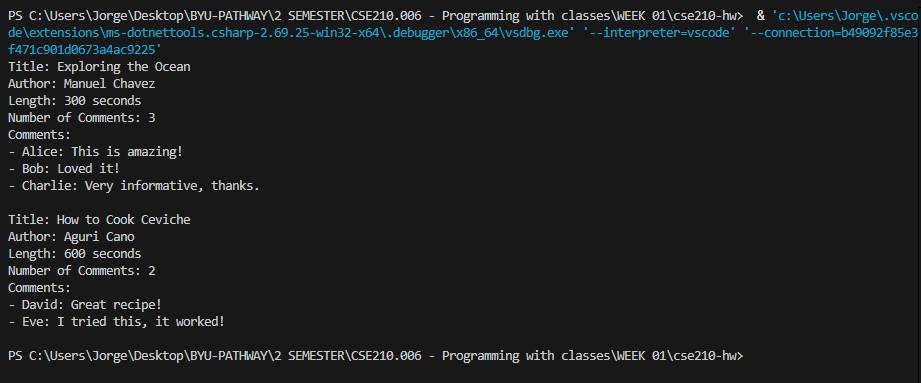 PS C:\Users\Jorge\Desktop\BYU-PATHWAY\2 SEMESTER\CSE210.006 - Programming with classes\WEEK 01\cse210-hw>  & 'c:\Users\Jorge\.vsco
de\extensions\ms-dotnettools.csharp-2.69.25-win32-x64\.debugger\x86_64\vsdbg.exe' '--interpreter=vscode' '--connection=b49092f85e3
f471c901d0673a4ac9225'
Title: Exploring the Ocean
Author: Manuel Chavez
Length: 300 seconds
Number of Comments: 3
Comments:
- Alice: This is amazing!
- Bob: Loved it!
- Charlie: Very informative, thanks.

Title: How to Cook Ceviche
Author: Aguri Cano
Length: 600 seconds
Number of Comments: 2
Comments:
- David: Great recipe!
- Eve: I tried this, it worked!

PS C:\Users\Jorge\Desktop\BYU-PATHWAY\2 SEMESTER\CSE210.006 - Programming with classes\WEEK 01\cse210-hw>